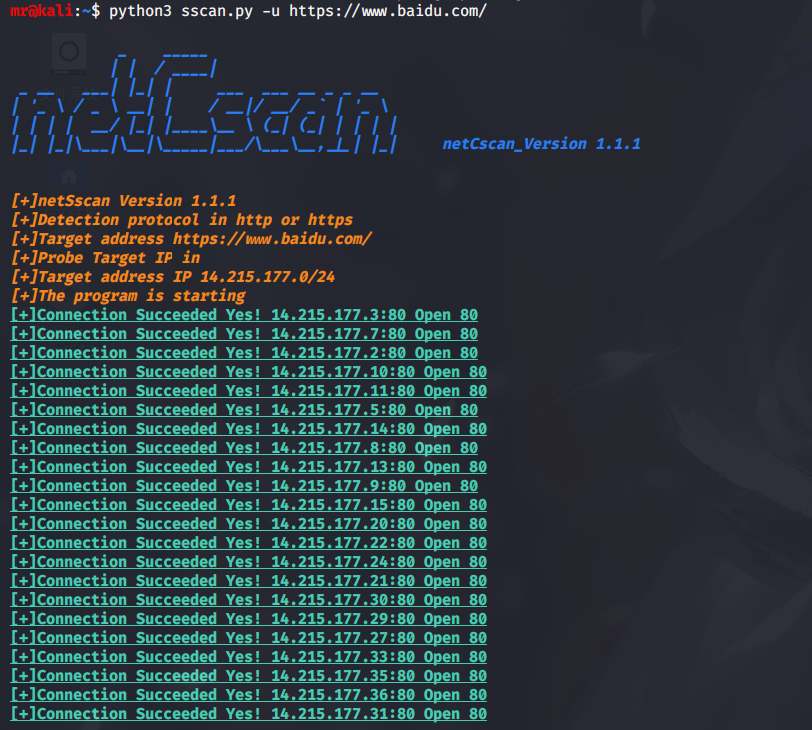 mr@kali:~$ python3 sscan.py -u https://www.baidu.com/
netCscan
netCscan_Version 1.1.1
[+]netSscan Version 1.1.1
[+]Detection protocol in http or https
[+]Target address https://www.baidu.com/
[+]Probe Target IP in
[+]Target address IP 14.215.177.0/24
[+]The program is starting
[+]Connection Succeeded Yes! 14.215.177.3:80 Open 80
[+]Connection Succeeded Yes! 14.215.177.7:80 Open 80
[+]Connection Succeeded Yes! 14.215.177.2:80 Open 80
[+]Connection Succeeded Yes! 14.215.177.10:80 Open 80
[+]Connection Succeeded Yes! 14.215.177.11:80 Open 80
[+]Connection Succeeded Yes! 14.215.177.5:80 Open 80
[+]Connection Succeeded Yes! 14.215.177.14:80 Open 80
[+]Connection Succeeded Yes! 14.215.177.8:80 Open 80
[+]Connection Succeeded Yes! 14.215.177.13:80 Open 80
[+]Connection Succeeded Yes! 14.215.177.9:80 Open 80
[+]Connection Succeeded Yes! 14.215.177.15:80 Open 80
[+]Connection Succeeded Yes! 14.215.177.20:80 Open 80
[+]Connection Succeeded Yes! 14.215.177.22:80 Open 80
[+]Connection Succeeded Yes! 14.215.177.24:80 Open 80
[+]Connection Succeeded Yes! 14.215.177.21:80 Open 80
[+]Connection Succeeded Yes! 14.215.177.30:80 Open 80
[+]Connection Succeeded Yes! 14.215.177.29:80 Open 80
[+]Connection Succeeded Yes! 14.215.177.27:80 Open 80
[+]Connection Succeeded Yes! 14.215.177.33:80 Open 80
[+]Connection Succeeded Yes! 14.215.177.35:80 Open 80
[+]Connection Succeeded Yes! 14.215.177.36:80 Open 80
[+]Connection Succeeded Yes! 14.215.177.31:80 Open 80